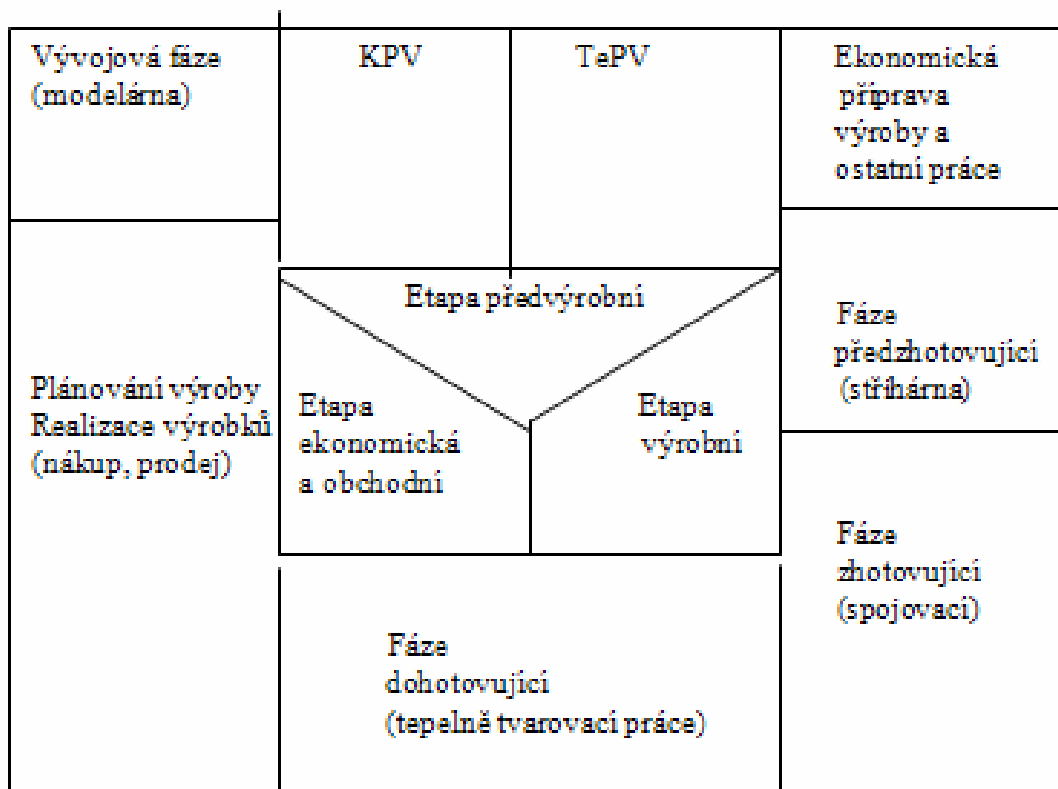 Vývojová fáze
(modelárna)
KPV
TePV
Ekonomická
příprava
výroby a
ostatní práce
Etapa předvýrobní
Fáze
předzhotovující
(stříhárna)
Plánování výroby
Realizace výrobků
(nákup, prodej)
Etapa
ekonomická
a obchodní
Etapa
výrobní
Fáze
zhotovující
(spojovací)
Fáze
dohotovující
(tepelně tvarovací práce)